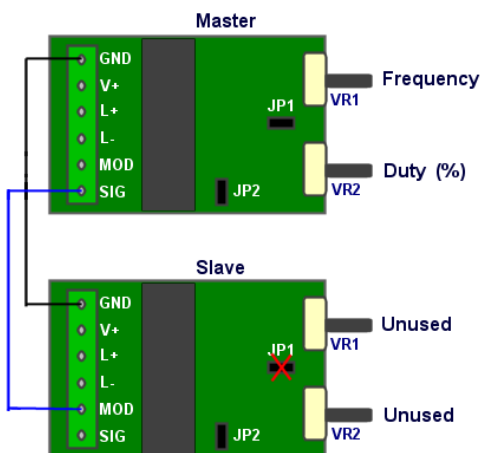 Master
GND
V+
L+
L-
MOD
SIG
JP1
JP2
VR1
Frequency
VR2
Duty (%)
Slave
GND
V+
L+
L-
MOD
SIG
JP1
JP2
VR1
Unused
VR2
Unused